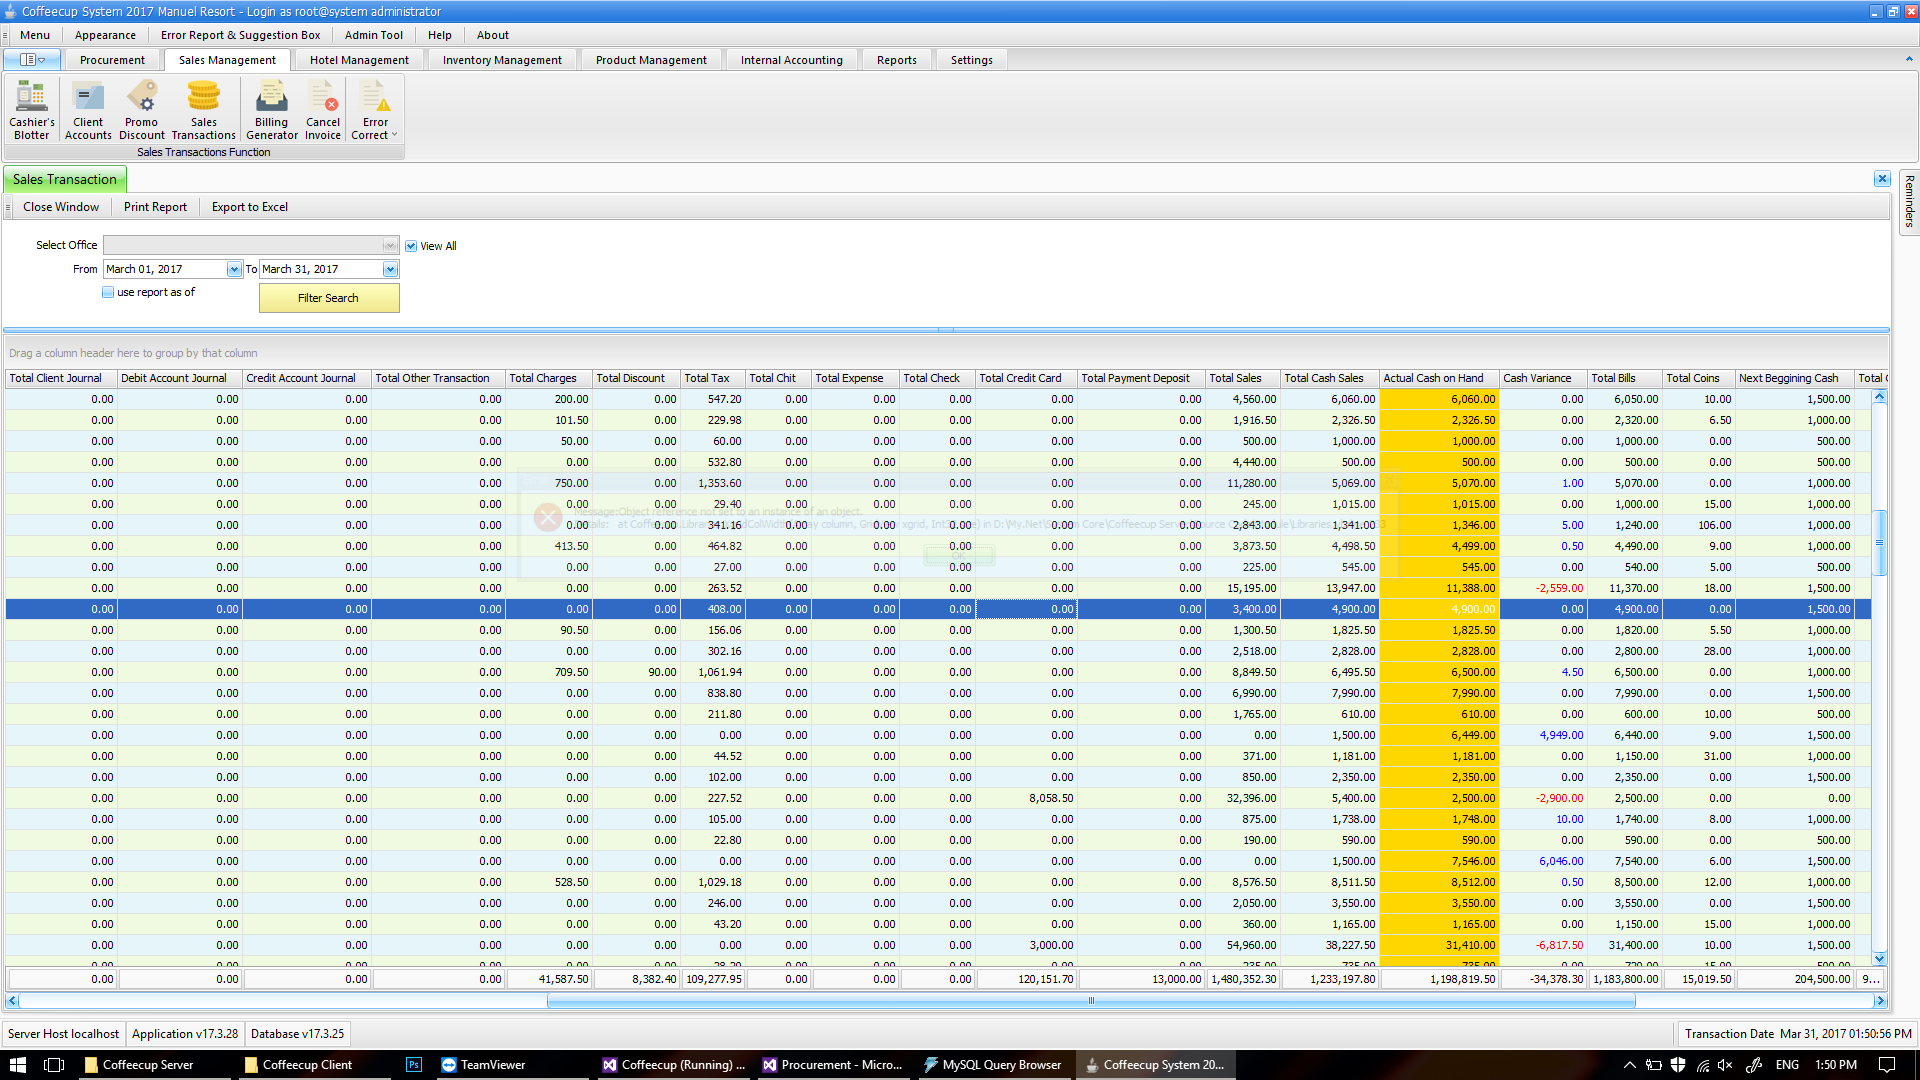 Coffeecup System 2017 Manuel Resort - Login as root@system administrator
Menu Appearance Error Report & Suggestion Box Admin Tool Help About
Procurement Sales Management Hotel Management Inventory Management Product Management Internal Accounting Reports Settings
Cashier's Blotter Client Accounts Promo Discount Sales Transactions Billing Generator Cancel Invoice Error Correct
Sales Transactions Function
Sales Transaction
Reminders
Close Window Print Report Export to Excel
Select Office View All
From March 01, 2017 To March 31, 2017
use report as of Filter Search
Drag a column header here to group by that column
Total Client Journal Debit Account Journal Credit Account Journal Total Other Transaction Total Charges Total Discount Total Tax Total Chit Total Expense Total Check Total Credit Card Total Payment Deposit Total Sales Total Cash Sales Actual Cash on Hand Cash Variance Total Bills Total Coins Next Beggining Cash Total
0.00 0.00 0.00 0.00 200.00 0.00 547.20 0.00 0.00 0.00 0.00 0.00 4,560.00 6,060.00 6,060.00 0.00 6,050.00 10.00 1,500.00
0.00 0.00 0.00 0.00 101.50 0.00 229.98 0.00 0.00 0.00 0.00 0.00 1,916.50 2,326.50 2,326.50 0.00 2,320.00 6.50 1,000.00
0.00 0.00 0.00 0.00 50.00 0.00 60.00 0.00 0.00 0.00 0.00 0.00 500.00 1,000.00 1,000.00 0.00 1,000.00 0.00 500.00
0.00 0.00 0.00 0.00 0.00 0.00 532.80 0.00 0.00 0.00 0.00 0.00 4,440.00 500.00 500.00 0.00 500.00 0.00 1,000.00
0.00 0.00 0.00 0.00 750.00 0.00 1,353.60 0.00 0.00 0.00 0.00 0.00 11,280.00 5,069.00 5,070.00 1.00 5,070.00 0.00 1,000.00
0.00 0.00 0.00 0.00 0.00 0.00 29.40 0.00 0.00 0.00 0.00 0.00 245.00 1,015.00 1,015.00 0.00 1,000.00 15.00 1,000.00
Message:Object reference not set to an instance of an object.
0.00 0.00 0.00 0.00 0.00 0.00 341.16 0.00 0.00 0.00 0.00 0.00 2,843.00 1,341.00 1,346.00 5.00 1,240.00 106.00 1,000.00
0.00 0.00 0.00 0.00 413.50 0.00 464.82 0.00 0.00 0.00 0.00 0.00 3,873.50 4,498.50 4,499.00 0.50 4,490.00 9.00 1,000.00
OK
0.00 0.00 0.00 0.00 0.00 0.00 27.00 0.00 0.00 0.00 0.00 0.00 225.00 545.00 545.00 0.00 540.00 5.00 500.00
0.00 0.00 0.00 0.00 0.00 0.00 263.52 0.00 0.00 0.00 0.00 0.00 15,195.00 13,947.00 11,388.00 -2,559.00 11,370.00 18.00 1,500.00
0.00 0.00 0.00 0.00 0.00 0.00 408.00 0.00 0.00 0.00 0.00 0.00 3,400.00 4,900.00 4,900.00 0.00 4,900.00 0.00 1,500.00
0.00 0.00 0.00 0.00 90.50 0.00 156.06 0.00 0.00 0.00 0.00 0.00 1,300.50 1,825.50 1,825.50 0.00 1,820.00 5.50 1,000.00
0.00 0.00 0.00 0.00 0.00 0.00 302.16 0.00 0.00 0.00 0.00 0.00 2,518.00 2,828.00 2,828.00 0.00 2,800.00 28.00 1,000.00
0.00 0.00 0.00 0.00 709.50 90.00 1,061.94 0.00 0.00 0.00 0.00 0.00 8,849.50 6,495.50 6,500.00 4.50 6,500.00 0.00 1,000.00
0.00 0.00 0.00 0.00 0.00 0.00 838.80 0.00 0.00 0.00 0.00 0.00 6,990.00 7,990.00 7,990.00 0.00 7,990.00 0.00 1,500.00
0.00 0.00 0.00 0.00 0.00 0.00 211.80 0.00 0.00 0.00 0.00 0.00 1,765.00 610.00 610.00 0.00 600.00 10.00 500.00
0.00 0.00 0.00 0.00 0.00 0.00 0.00 0.00 0.00 0.00 0.00 0.00 0.00 1,500.00 6,449.00 4,949.00 6,440.00 9.00 1,500.00
0.00 0.00 0.00 0.00 0.00 0.00 44.52 0.00 0.00 0.00 0.00 0.00 371.00 1,181.00 1,181.00 0.00 1,150.00 31.00 1,000.00
0.00 0.00 0.00 0.00 0.00 0.00 102.00 0.00 0.00 0.00 0.00 0.00 850.00 2,350.00 2,350.00 0.00 2,350.00 0.00 1,500.00
0.00 0.00 0.00 0.00 0.00 0.00 227.52 0.00 0.00 0.00 8,058.50 0.00 32,396.00 5,400.00 2,500.00 -2,900.00 2,500.00 0.00 0.00
0.00 0.00 0.00 0.00 0.00 0.00 105.00 0.00 0.00 0.00 0.00 0.00 875.00 1,738.00 1,748.00 10.00 1,740.00 8.00 1,000.00
0.00 0.00 0.00 0.00 0.00 0.00 22.80 0.00 0.00 0.00 0.00 0.00 190.00 590.00 590.00 0.00 590.00 0.00 500.00
0.00 0.00 0.00 0.00 0.00 0.00 0.00 0.00 0.00 0.00 0.00 0.00 0.00 1,500.00 7,546.00 6,046.00 7,540.00 6.00 1,500.00
0.00 0.00 0.00 0.00 528.50 0.00 1,029.18 0.00 0.00 0.00 0.00 0.00 8,576.50 8,511.50 8,512.00 0.50 8,500.00 12.00 1,000.00
0.00 0.00 0.00 0.00 0.00 0.00 246.00 0.00 0.00 0.00 0.00 0.00 2,050.00 3,550.00 3,550.00 0.00 3,550.00 0.00 1,500.00
0.00 0.00 0.00 0.00 0.00 0.00 43.20 0.00 0.00 0.00 0.00 0.00 360.00 1,165.00 1,165.00 0.00 1,150.00 15.00 1,000.00
0.00 0.00 0.00 0.00 0.00 0.00 0.00 0.00 0.00 0.00 3,000.00 0.00 54,960.00 38,227.50 31,410.00 -6,817.50 31,400.00 10.00 1,500.00
0.00 0.00 0.00 0.00 41,587.50 8,382.40 109,277.95 0.00 0.00 0.00 120,151.70 13,000.00 1,480,352.30 1,233,197.80 1,198,819.50 -34,378.30 1,183,800.00 15,019.50 204,500.00 9...
Server Host localhost Application v17.3.28 Database v17.3.25 Transaction Date Mar 31, 2017 01:50:56 PM
Coffeecup Server Coffeecup Client Ps TeamViewer Coffeecup (Running) ... Procurement - Micro... MySQL Query Browser Coffeecup System 20... ENG 1:50 PM